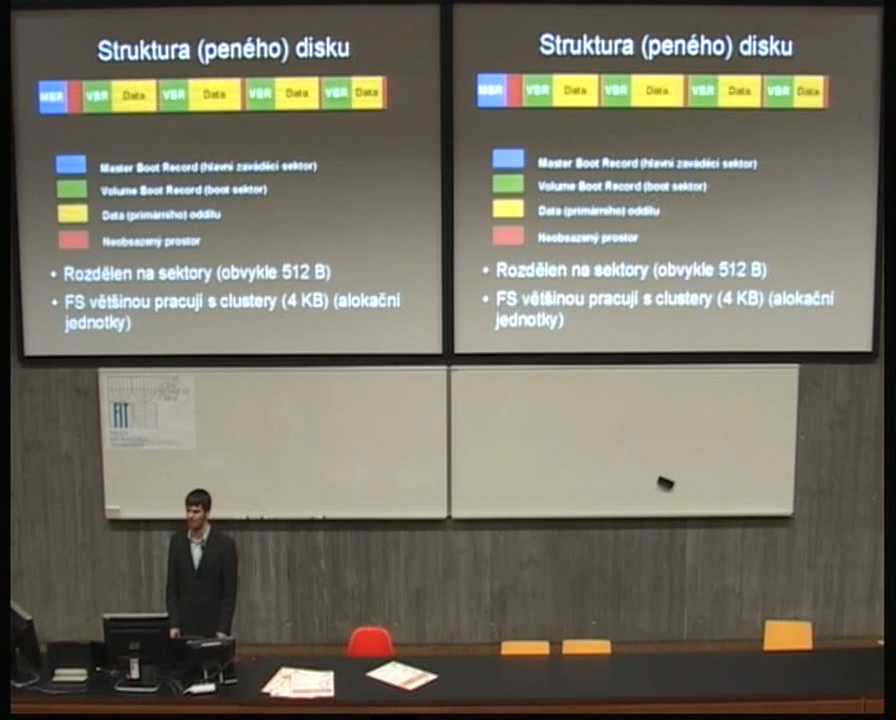 Struktura (peného) disku
MBR VBR Data VBR Data VBR Data VBR Data
Master Boot Record (hlavní zaváděcí sektor)
Volume Boot Record (boot sektor)
Data (primárního) oddílu
Neobsazený prostor
• Rozdělen na sektory (obvykle 512 B)
• FS většinou pracují s clustery (4 KB) (alokační
jednotky)
Struktura (peného) disku
MBR VBR Data VBR Data VBR Data VBR Data
Master Boot Record (hlavní zaváděcí sektor)
Volume Boot Record (boot sektor)
Data (primárního) oddílu
Neobsazený prostor
• Rozdělen na sektory (obvykle 512 B)
• FS většinou pracují s clustery (4 KB) (alokační
jednotky)
FIT